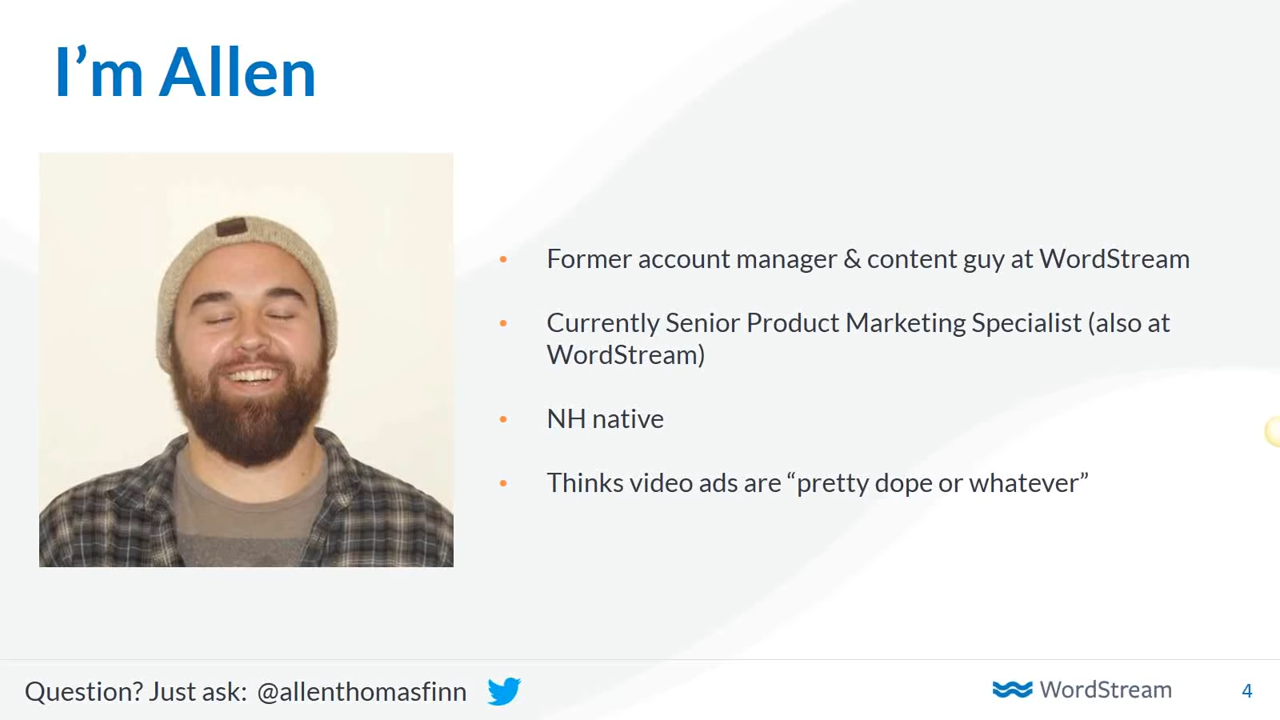 I’m Allen
• Former account manager & content guy at WordStream
• Currently Senior Product Marketing Specialist (also at
WordStream)
• NH native
• Thinks video ads are “pretty dope or whatever”
Question? Just ask: @allenthomasfinn
WordStream
4